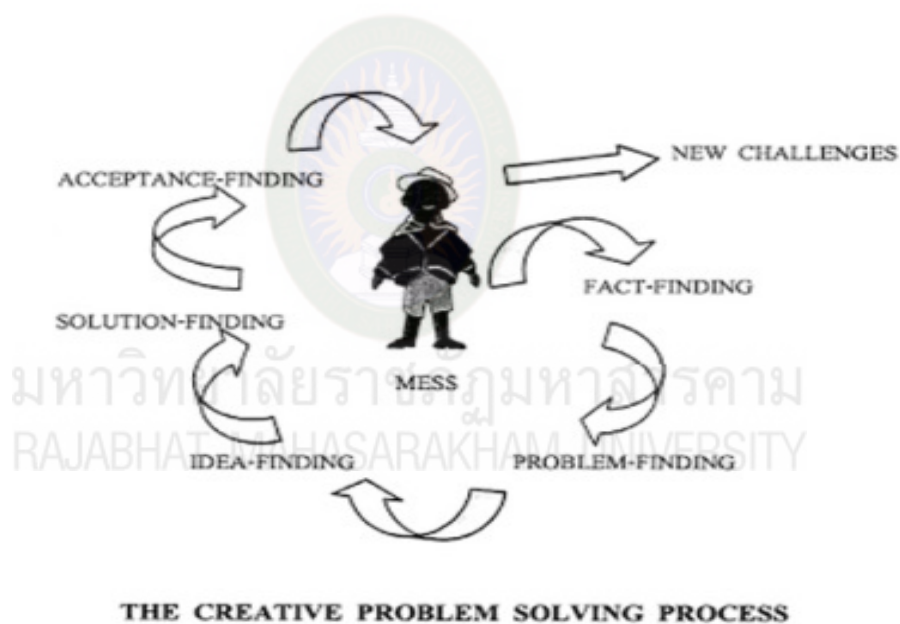 NEW CHALLENGES
ACCEPTANCE-FINDING
FACT-FINDING
SOLUTION-FINDING
MESS
มหาวิทยาลัยราชภัฏมหาสารคาม
RAJABHAT MAHASARAKHAM UNIVERSITY
IDEA-FINDING
PROBLEM-FINDING
THE CREATIVE PROBLEM SOLVING PROCESS